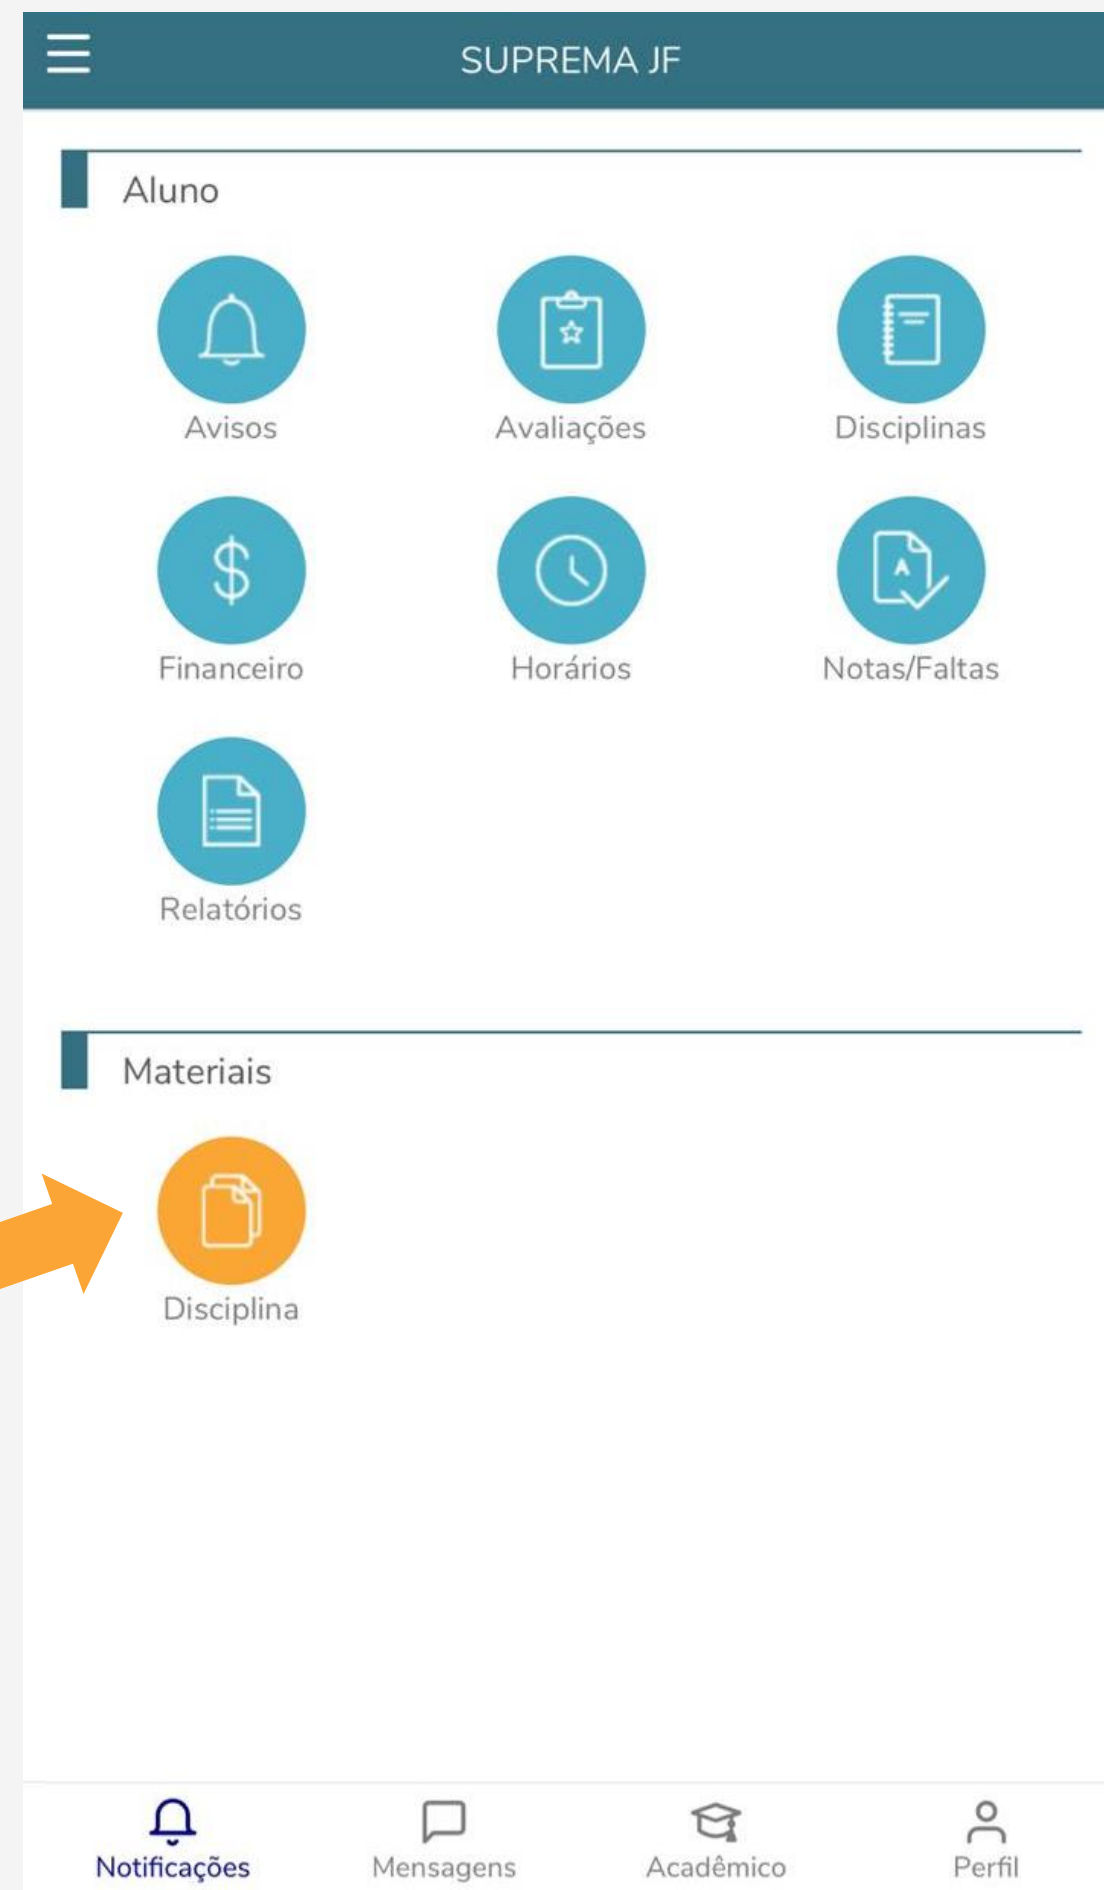 SUPREMA JF
Aluno
Avisos
Avaliações
Disciplinas
Financeiro
Horários
Notas/Faltas
Relatórios
Materiais
Disciplina
Notificações
Mensagens
Acadêmico
Perfil